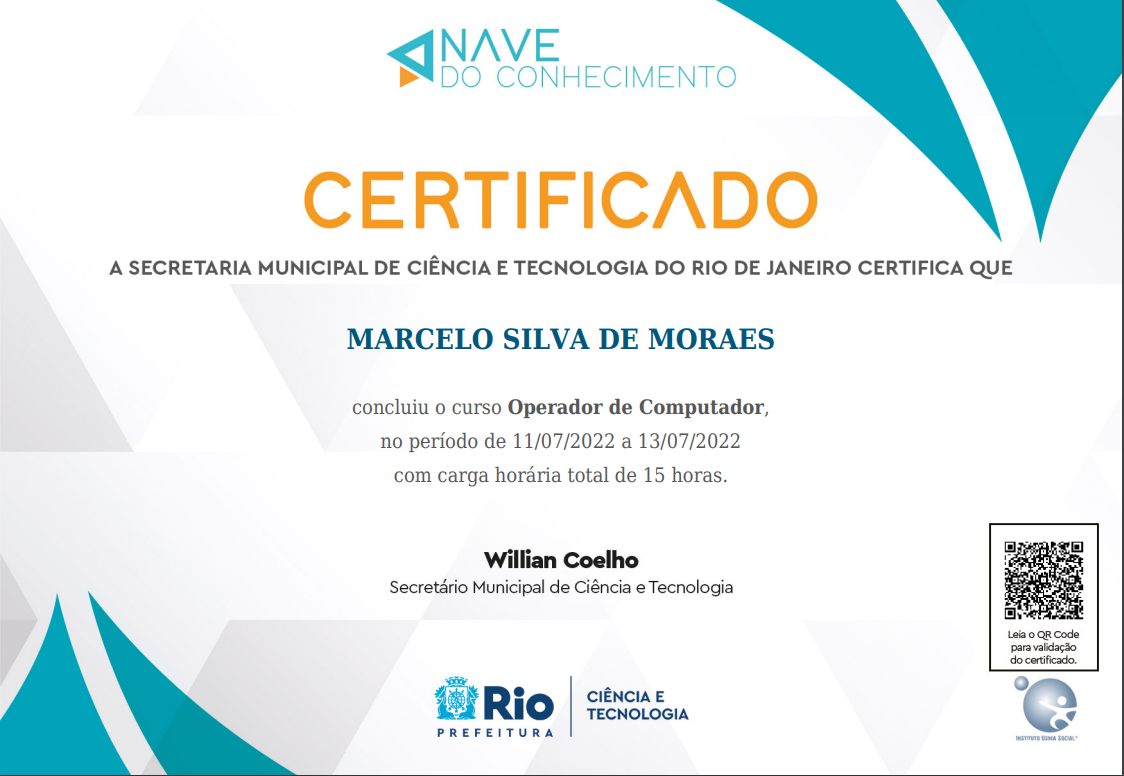 NAVE
DO CONHECIMENTO
CERTIFICADO
A SECRETARIA MUNICIPAL DE CIÊNCIA E TECNOLOGIA DO RIO DE JANEIRO CERTIFICA QUE
MARCELO SILVA DE MORAES
concluiu o curso Operador de Computador,
no período de 11/07/2022 a 13/07/2022
com carga horária total de 15 horas.
Willian Coelho
Secretário Municipal de Ciência e Tecnologia
Leia o QR Code
para validação
do certificado.
Rio
PREFEITURA
CIÊNCIA E
TECNOLOGIA